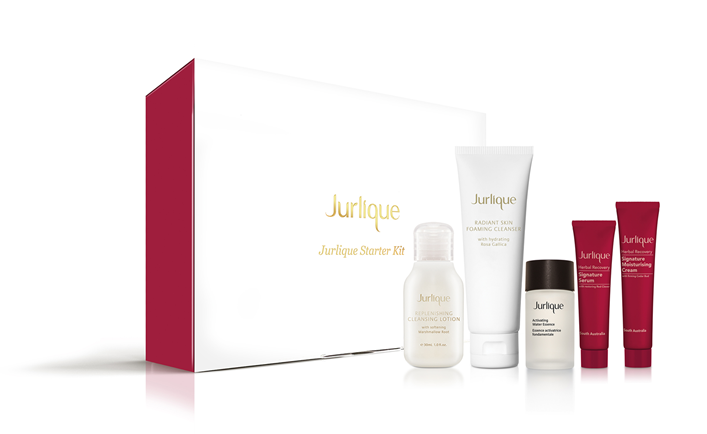 Jurlique
Jurlique Starter Kit
Jurlique
REPLENISHING
CLEANSING LOTION
Jurlique
RADIANT SKIN
FOAMING CLEANSER
with hydrating
Rosa Gallica
Jurlique
Activating
Water Essence
Essence activatrice
fondamentale
Jurlique
Herbal Recovery
Signature
Serum
South Australia
Jurlique
Herbal Recovery
Signature
Moisturising
Cream
South Australia